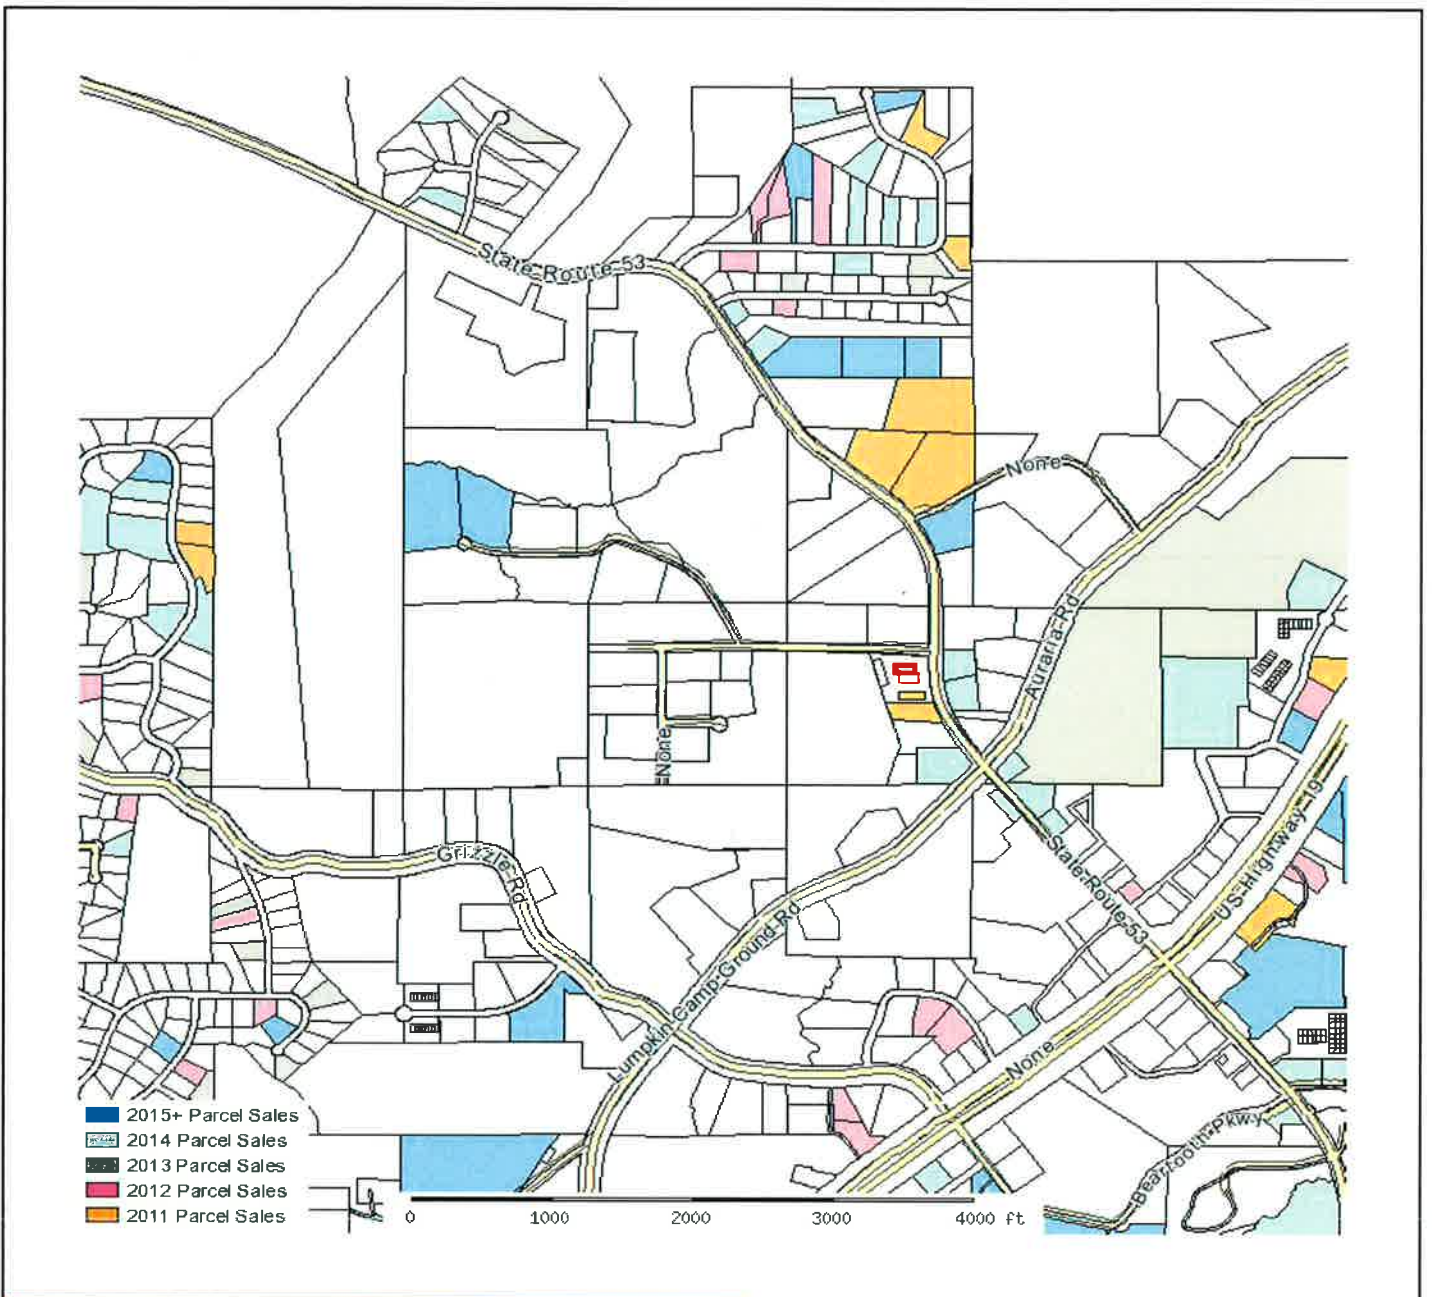 State Route 53
None
Auraria Rd
None
Grizzle Rd
State Route 53
US Highway 19
Lumpkin Camp Ground Rd
None
Beartooth Pkwy
2015+ Parcel Sales
2014 Parcel Sales
2013 Parcel Sales
2012 Parcel Sales
2011 Parcel Sales
0 1000 2000 3000 4000 ft